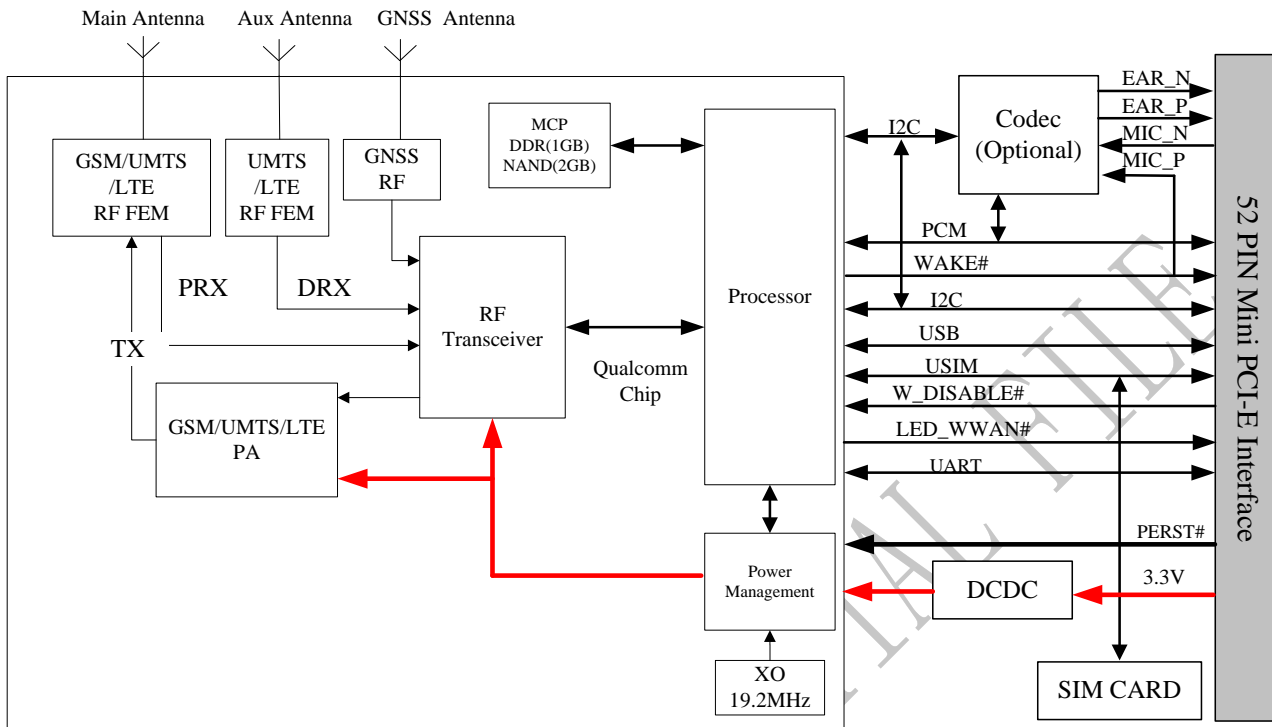 Main Antenna
Aux Antenna
GNSS Antenna
GSM/UMTS
/LTE
RF FEM
UMTS
/LTE
RF FEM
GNSS
RF
MCP
DDR(1GB)
NAND(2GB)
PRX
DRX
TX
RF
Transceiver
GSM/UMTS/LTE
PA
Qualcomm
Chip
Processor
Power
Management
XO
19.2MHz
I2C
Codec
(Optional)
EAR_N
EAR_P
MIC_N
MIC_P
PCM
WAKE#
I2C
USB
USIM
W_DISABLE#
LED_WWAN#
UART
PERST#
3.3V
DCDC
SIM CARD
52 PIN Mini PCI-E Interface
TIAL FILE